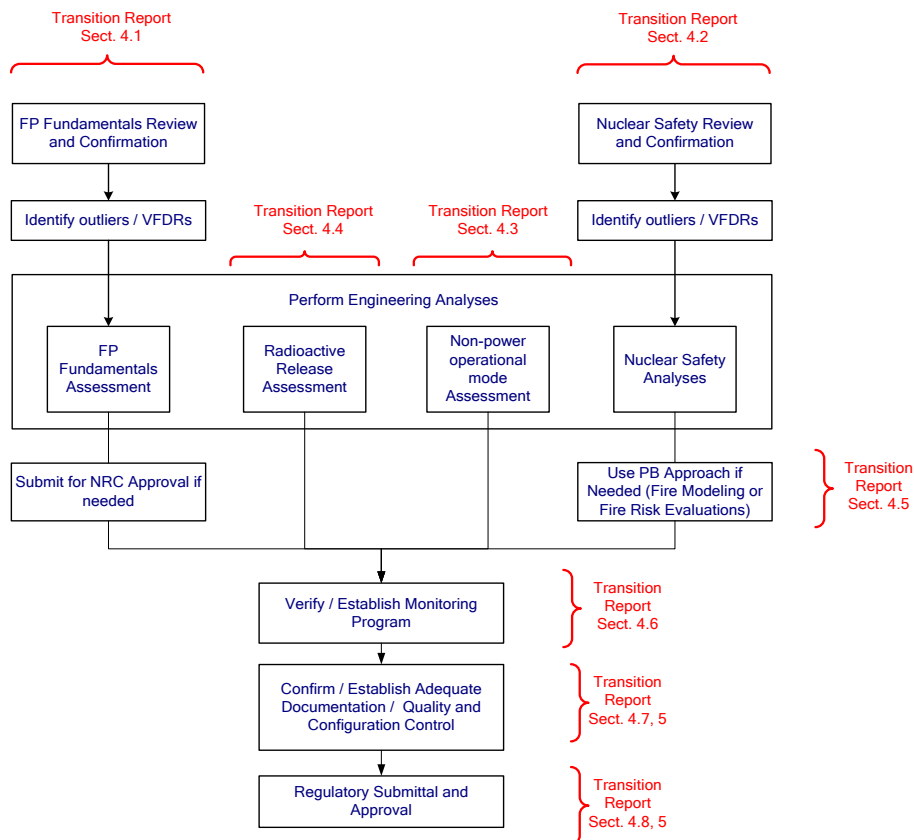 Transition Report
Sect. 4.1
Transition Report
Sect. 4.2
FP Fundamentals Review
and Confirmation
Nuclear Safety Review
and Confirmation
Identify outliers / VFDRs
Transition Report
Sect. 4.4
Transition Report
Sect. 4.3
Identify outliers / VFDRs
Perform Engineering Analyses
FP
Fundamentals
Assessment
Radioactive
Release
Assessment
Non-power
operational
mode
Assessment
Nuclear Safety
Analyses
Submit for NRC Approval if
needed
Use PB Approach if
Needed (Fire Modeling or
Fire Risk Evaluations)
Transition
Report
Sect. 4.5
Verify / Establish Monitoring
Program
Transition
Report
Sect. 4.6
Confirm / Establish Adequate
Documentation / Quality and
Configuration Control
Transition
Report
Sect. 4.7, 5
Regulatory Submittal and
Approval
Transition
Report
Sect. 4.8, 5